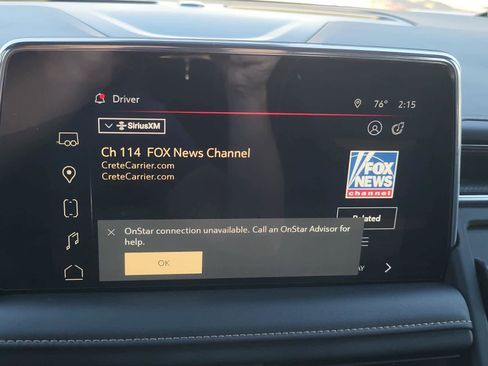 Driver
76° 2:15
SiriusXM
Ch 114 FOX News Channel
CreteCarrier.com
CreteCarrier.com
FOX
NEWS
channel
Related
OnStar connection unavailable. Call an OnStar Advisor for
help.
OK
AY